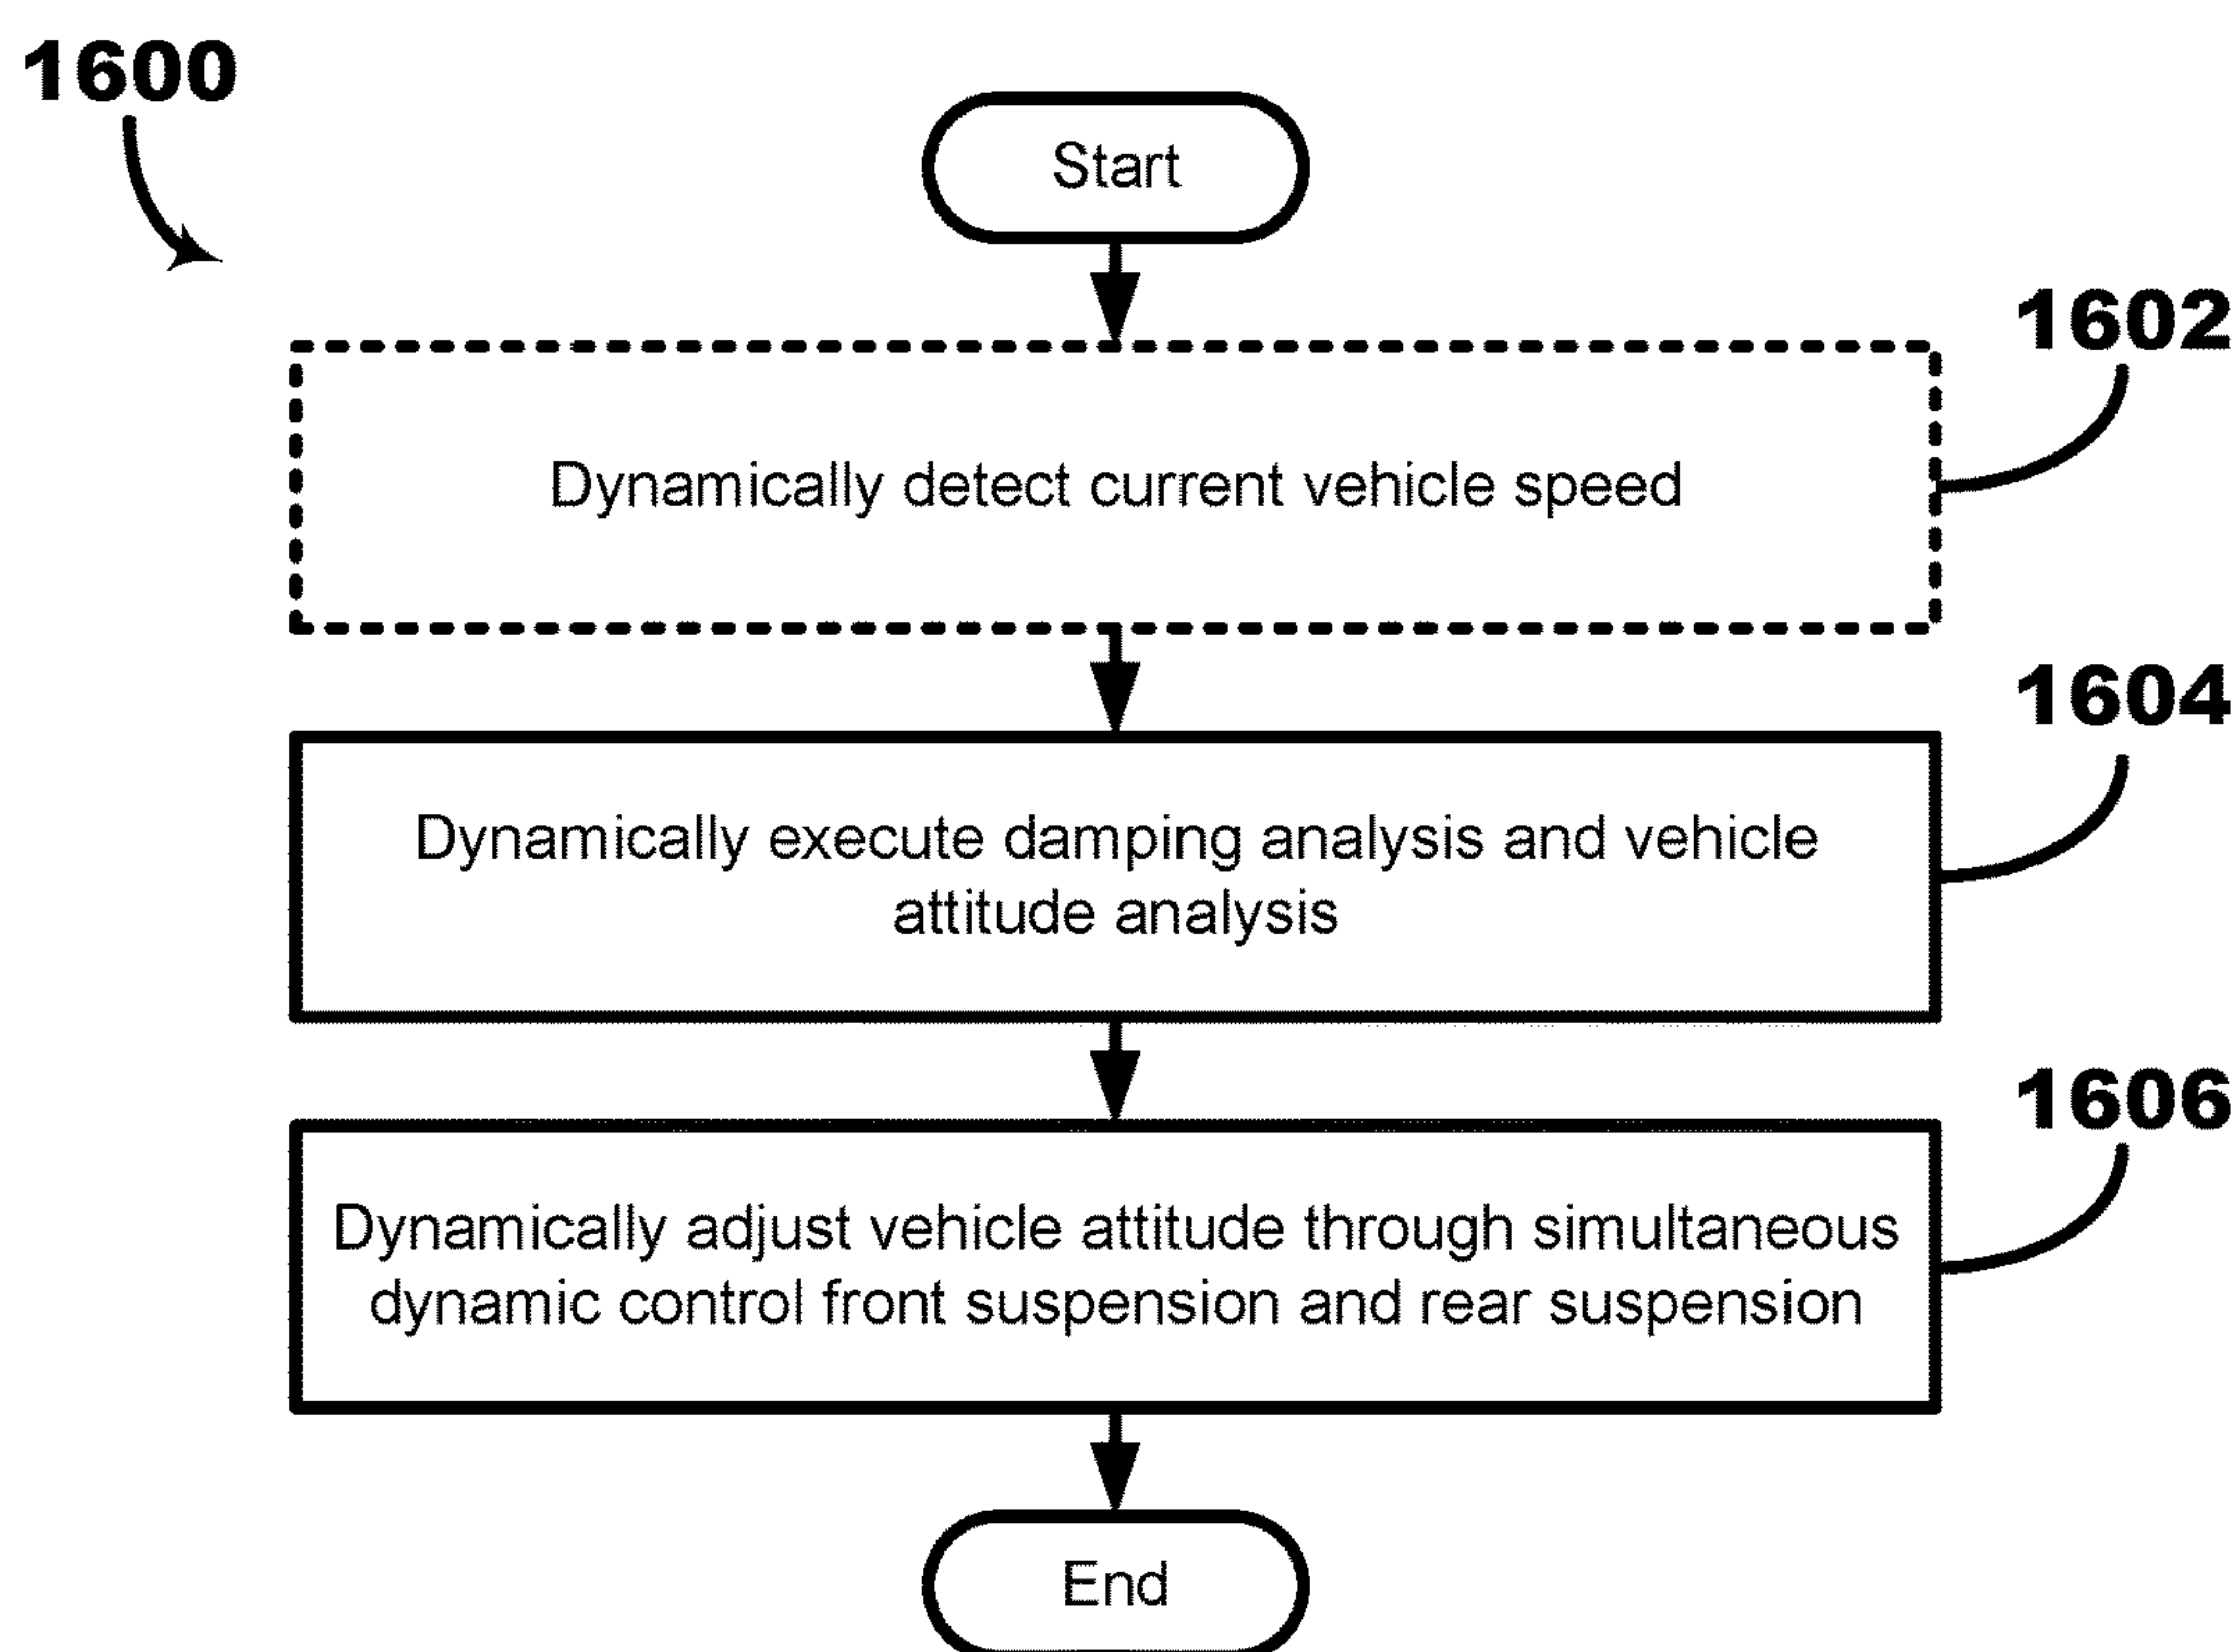 1600
Start
1602
Dynamically detect current vehicle speed
1604
Dynamically execute damping analysis and vehicle
attitude analysis
1606
Dynamically adjust vehicle attitude through simultaneous
dynamic control front suspension and rear suspension
End